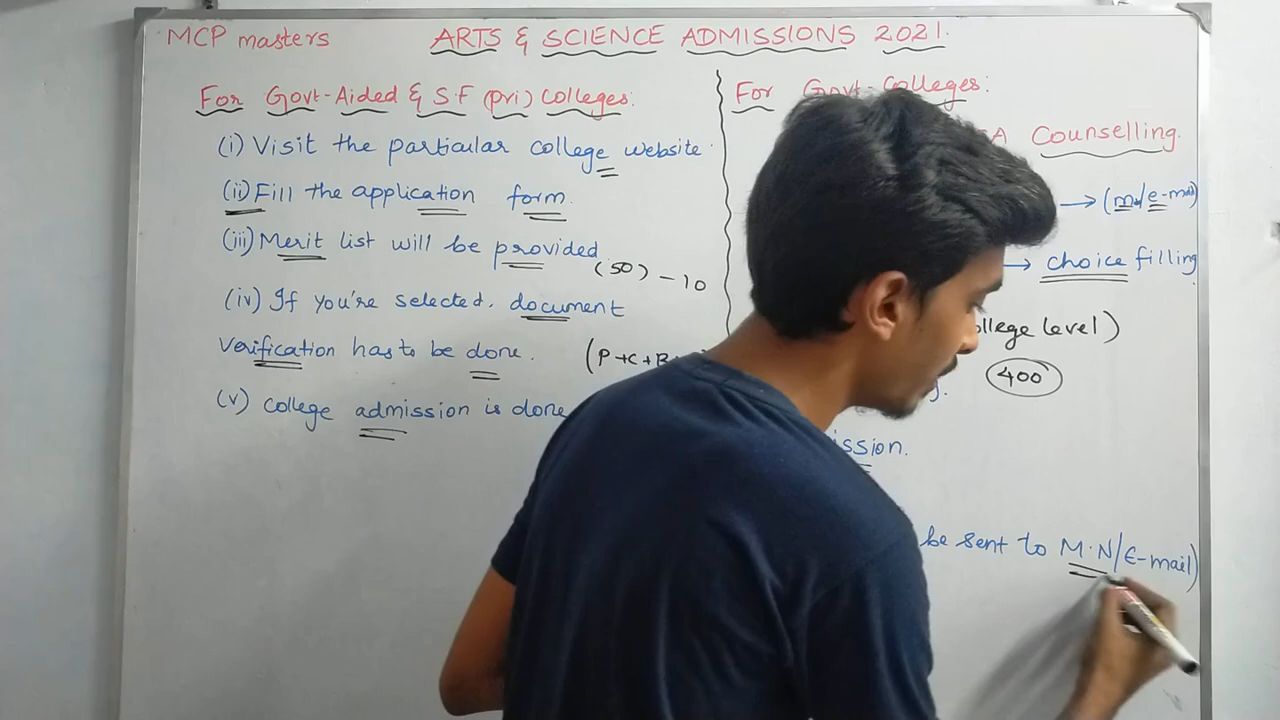 MCP masters
ARTS & SCIENCE ADMISSIONS 2021.
For Govt-Aided & S.F (pri) Colleges:
(i) Visit the particular college website.
(ii) Fill the application form.
(iii) Merit list will be provided
(50) - 10
(iv) If you're selected, document
verification has to be done.
(P+C+
(v) College admission is done
For Govt-Colleges:
Counselling.
→ (m/e-mail)
→ choice filling
ollege level)
400
ission.
be sent to M.N/E-mail)